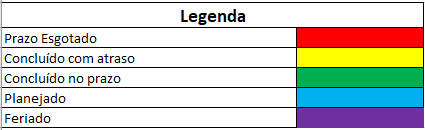 Legenda
Prazo Esgotado
Concluído com atraso
Concluído no prazo
Planejado
Feriado